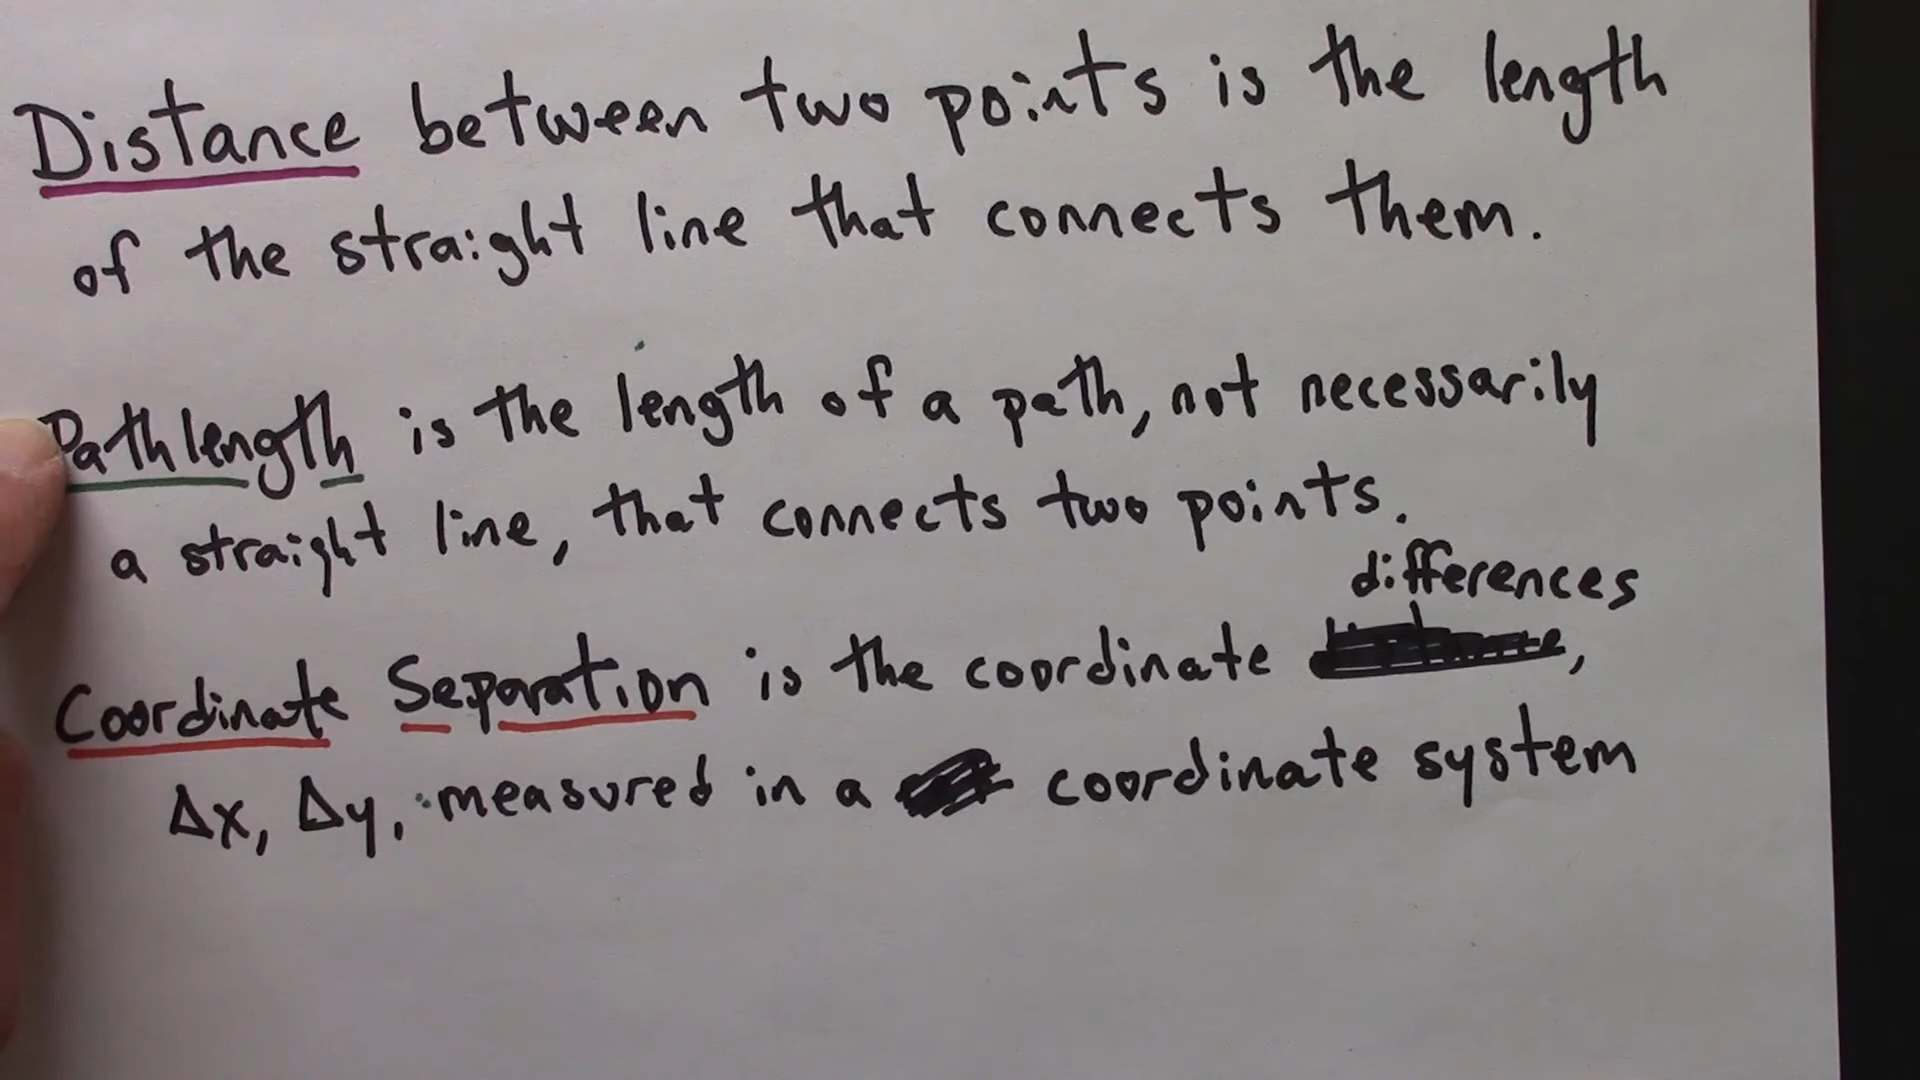 Distance between two points is the length
of the straight line that connects them.
Pathlength is the length of a path, not necessarily
a straight line, that connects two points.
differences
Coordinate Separation is the coordinate ,
Δx, Δy, measured in a coordinate system